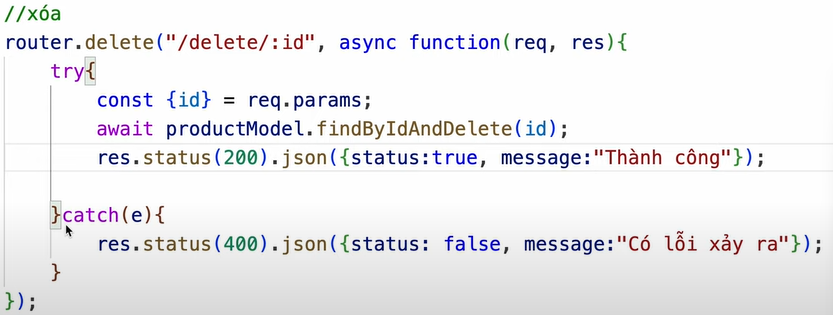 //xóa
router.delete("/delete/:id", async function(req, res){
    try{
        const {id} = req.params;
        await productModel.findByIdAndDelete(id);
        res.status(200).json({status:true, message:"Thành công"});
    }catch(e){
        res.status(400).json({status: false, message:"Có lỗi xảy ra"});
    }
});